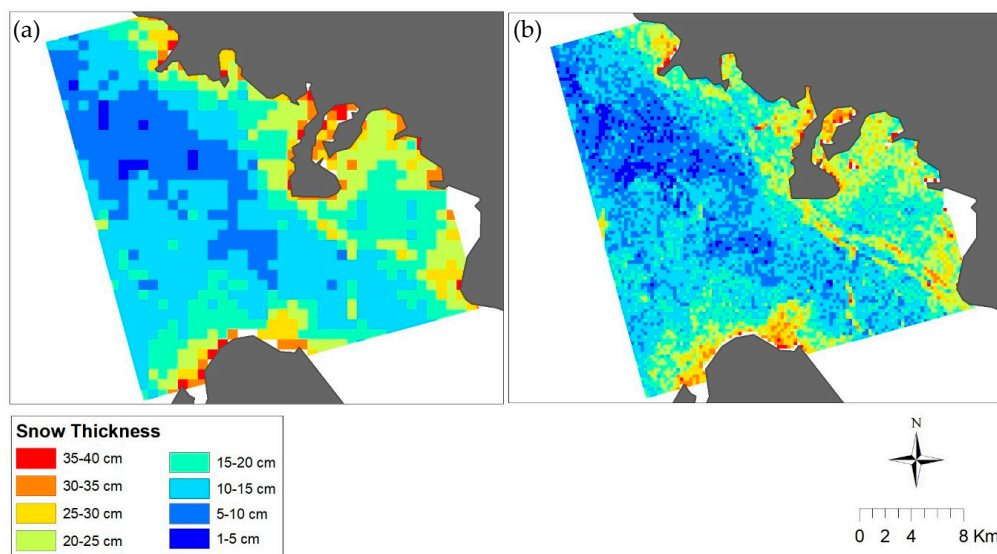 (a)
(b)
Snow Thickness
35-40 cm
30-35 cm
25-30 cm
20-25 cm
15-20 cm
10-15 cm
5-10 cm
1-5 cm
N
0 2 4 8 Km